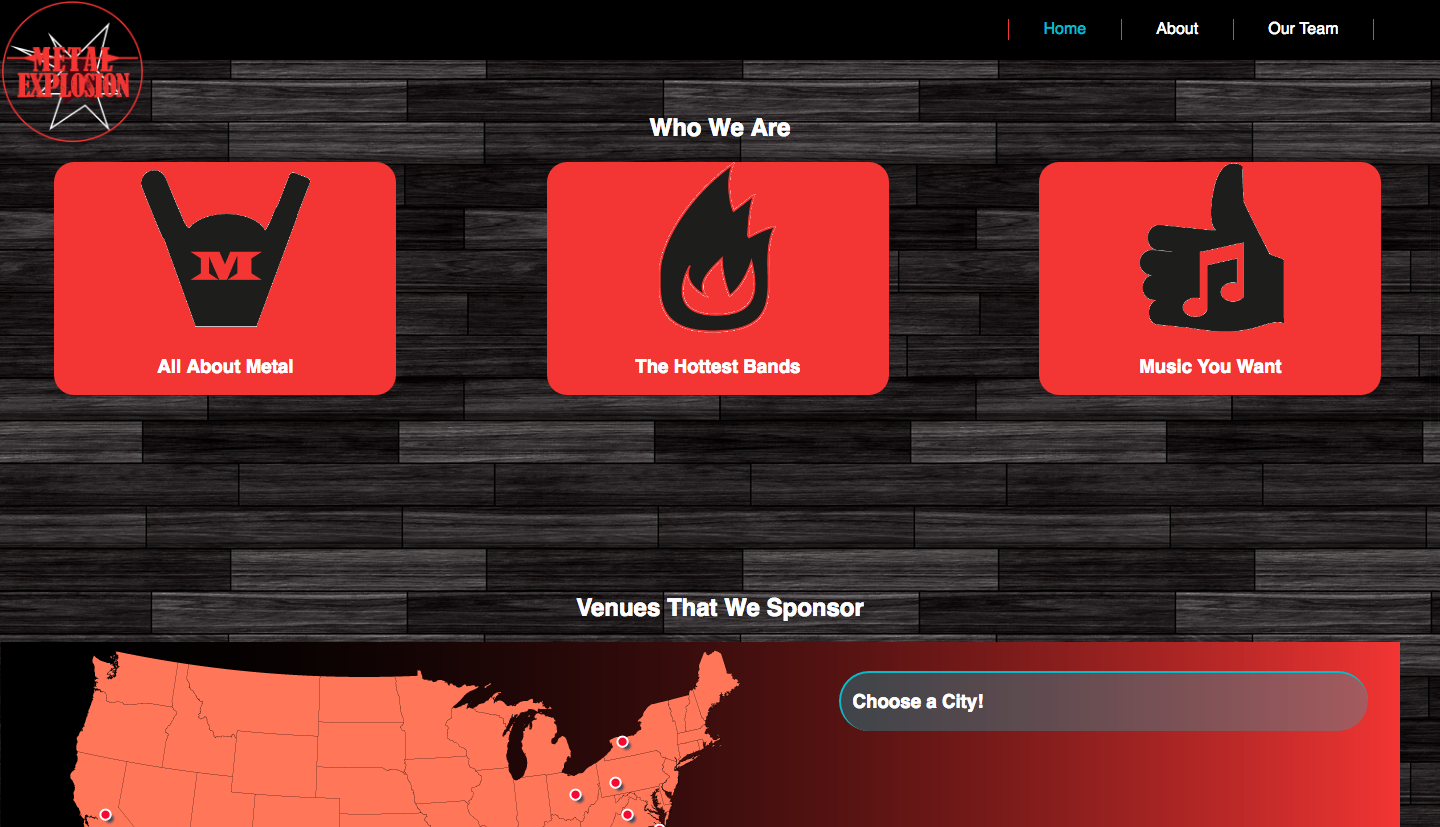 METAL
EXPLOSION
Home
About
Our Team
Who We Are
M
All About Metal
The Hottest Bands
Music You Want
Venues That We Sponsor
Choose a City!